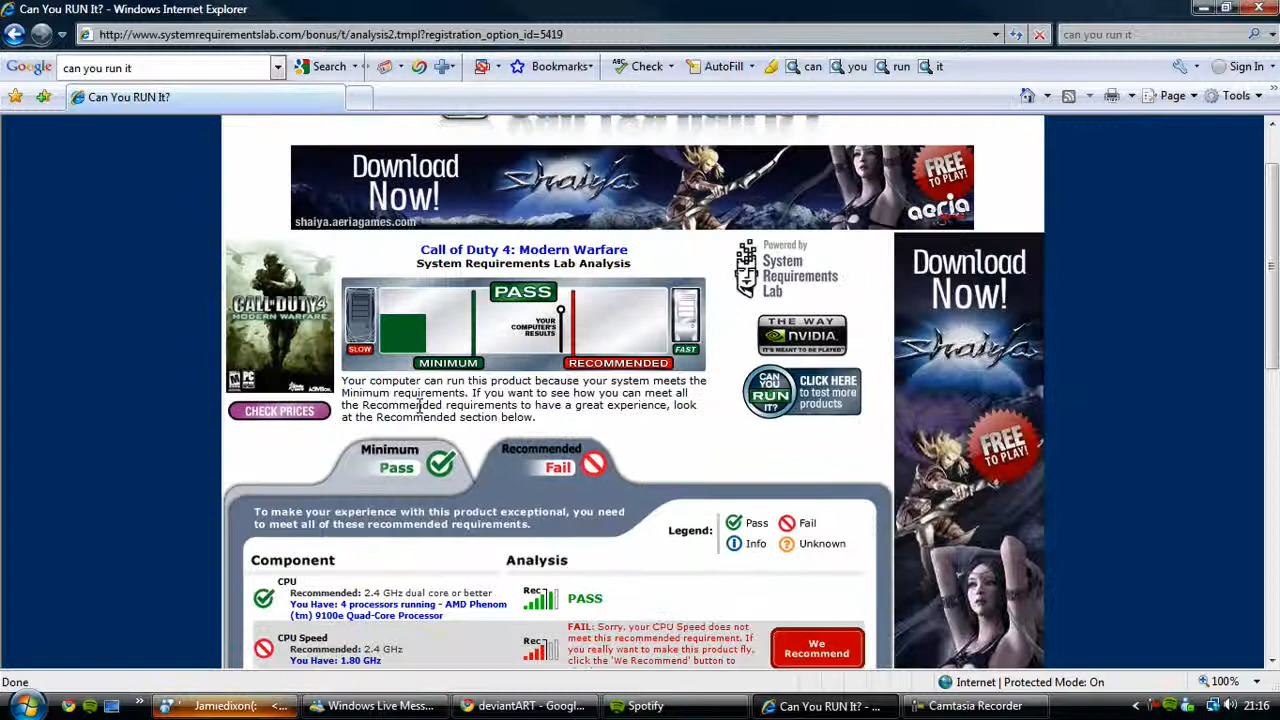 Can You RUN It? - Windows Internet Explorer
http://www.systemrequirementslab.com/bonus/t/analysis2.tmpl?registration_option_id=5419
can you run it
Google
can you run it
Search
Bookmarks
Check
AutoFill
can
you
run
it
Sign In
Can You RUN It?
Page
Tools
Download
Now!
Shaiya
FREE
TO PLAY!
aeria
shaiya.aeriagames.com
CALL OF DUTY 4
MODERN WARFARE
PC
CHECK PRICES
Call of Duty 4: Modern Warfare
System Requirements Lab Analysis
PASS
YOUR
COMPUTER'S
RESULTS
SLOW
MINIMUM
RECOMMENDED
FAST
Your computer can run this product because your system meets the
Minimum requirements. If you want to see how you can meet all
the Recommended requirements to have a great experience, look
at the Recommended section below.
Powered by
System
Requirements
Lab
THE WAY
NVIDIA.
IT'S MEANT TO BE PLAYED
CAN
YOU
RUN
IT?
CLICK HERE
to test more
products
Download
Now!
Shaiya
FREE
TO PLAY!
Minimum
Pass
Recommended
Fail
To make your experience with this product exceptional, you need
to meet all of these recommended requirements.
Legend:
Pass
Fail
Info
Unknown
Component
Analysis
CPU
Recommended: 2.4 GHz dual core or better
You Have: 4 processors running - AMD Phenom
(tm) 9100e Quad-Core Processor
Rec
PASS
CPU Speed
Recommended: 2.4 GHz
You Have: 1.80 GHz
Rec
FAIL: Sorry, your CPU Speed does not
meet this recommended requirement. If
you really want to make this product fly,
click the 'We Recommend' button to
We
Recommend
Done
Internet | Protected Mode: On
100%
Jamiedixon: <...
Windows Live Mess...
deviantART - Googl...
Spotify
Can You RUN It? - ...
Camtasia Recorder
21:16